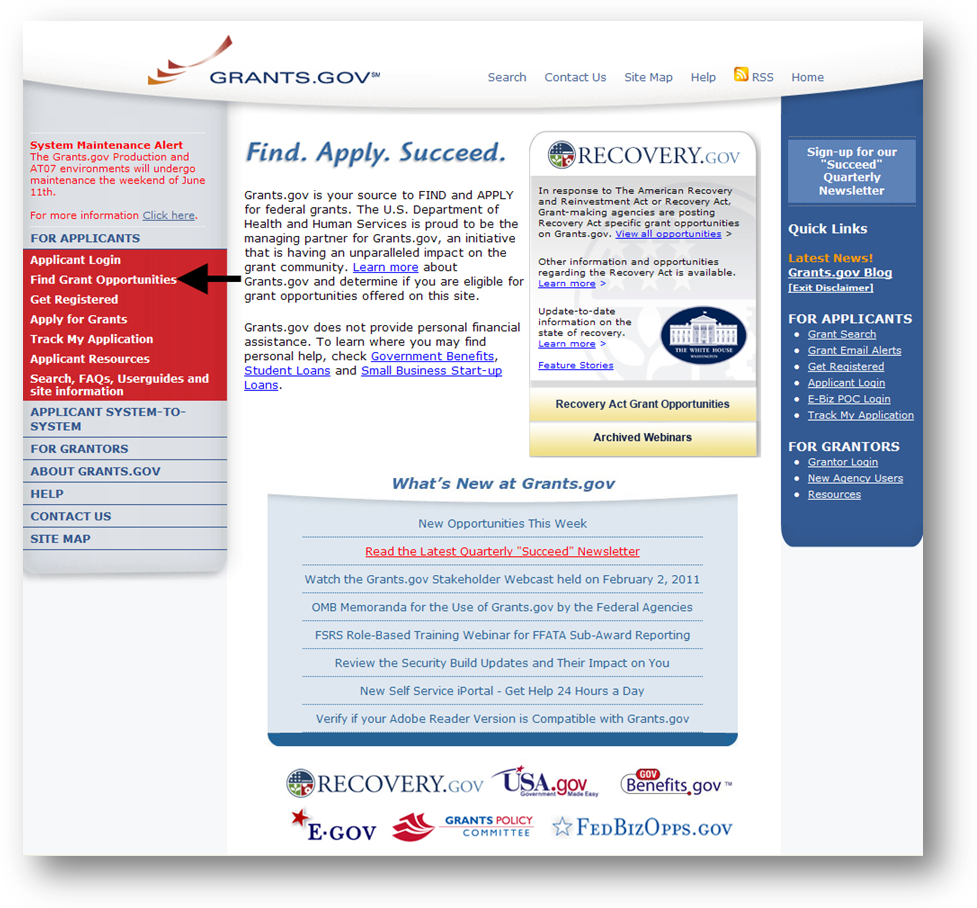 GRANTS.GOV℠
Search Contact Us Site Map Help RSS Home
System Maintenance Alert
The Grants.gov Production and
AT07 environments will undergo
maintenance the weekend of June
11th.
For more information Click here.
FOR APPLICANTS
Applicant Login
Find Grant Opportunities
Get Registered
Apply for Grants
Track My Application
Applicant Resources
Search, FAQs, Userguides and
site information
APPLICANT SYSTEM-TO-
SYSTEM
FOR GRANTORS
ABOUT GRANTS.GOV
HELP
CONTACT US
SITE MAP
Find. Apply. Succeed.
Grants.gov is your source to FIND and APPLY
for federal grants. The U.S. Department of
Health and Human Services is proud to be the
managing partner for Grants.gov, an initiative
that is having an unparalleled impact on the
grant community. Learn more about
Grants.gov and determine if you are eligible for
grant opportunities offered on this site.
Grants.gov does not provide personal financial
assistance. To learn where you may find
personal help, check Government Benefits,
Student Loans and Small Business Start-up
Loans.
RECOVERY.GOV
In response to The American Recovery
and Reinvestment Act or Recovery Act,
Grant-making agencies are posting
Recovery Act specific grant opportunities
on Grants.gov. View all opportunities >
Other information and opportunities
regarding the Recovery Act is available.
Learn more >
Update-to-date
information on the
state of recovery.
Learn more >
Feature Stories
THE WHITE HOUSE
WASHINGTON
Recovery Act Grant Opportunities
Archived Webinars
What's New at Grants.gov
New Opportunities This Week
Read the Latest Quarterly "Succeed" Newsletter
Watch the Grants.gov Stakeholder Webcast held on February 2, 2011
OMB Memoranda for the Use of Grants.gov by the Federal Agencies
FSRS Role-Based Training Webinar for FFATA Sub-Award Reporting
Review the Security Build Updates and Their Impact on You
New Self Service iPortal - Get Help 24 Hours a Day
Verify if your Adobe Reader Version is Compatible with Grants.gov
Sign-up for our
"Succeed"
Quarterly
Newsletter
Quick Links
Latest News!
Grants.gov Blog
[Exit Disclaimer]
FOR APPLICANTS
Grant Search
Grant Email Alerts
Get Registered
Applicant Login
E-Biz POC Login
Track My Application
FOR GRANTORS
Grantor Login
New Agency Users
Resources
RECOVERY.GOV
USA.gov
Government Made Easy
GOV
Benefits.gov™
E-GOV
GRANTS POLICY
COMMITTEE
FEDBIZOPPS.GOV